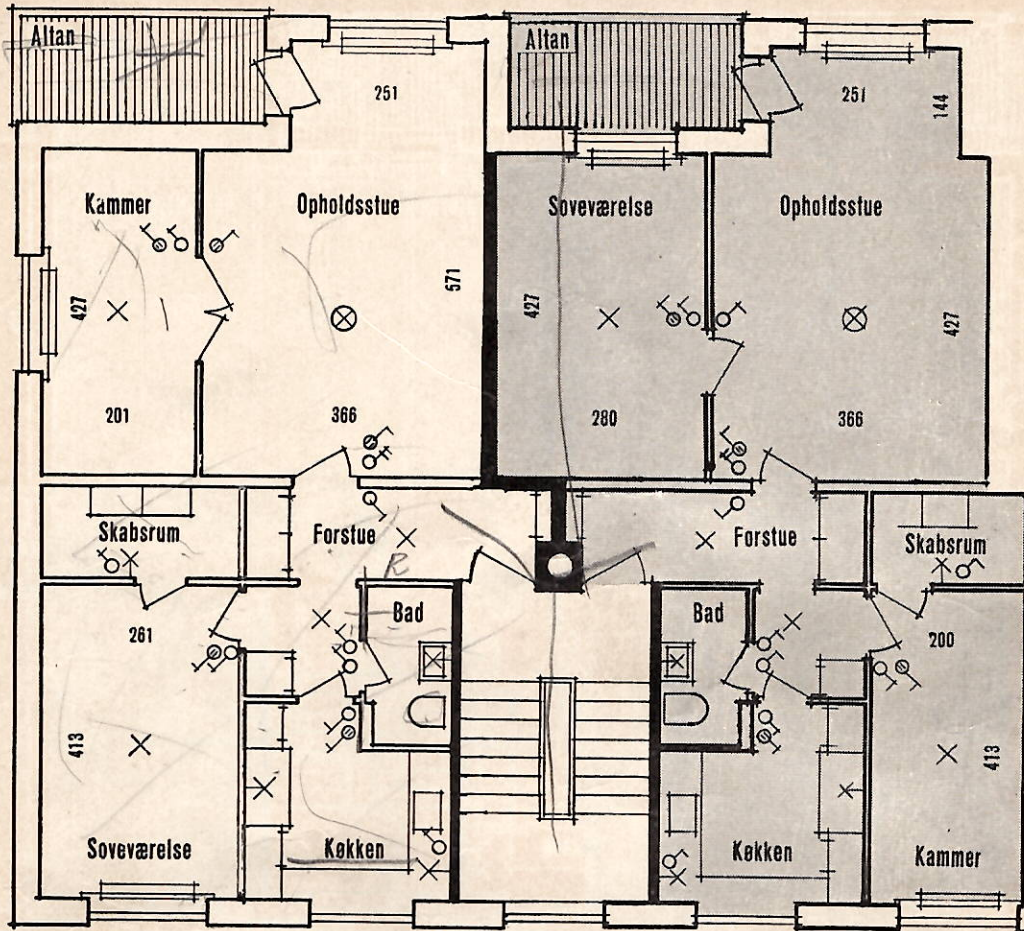 Altan
Altan
251
251
144
Kammer
Opholdsstue
Soveværelse
Opholdsstue
427
571
427
427
201
366
280
366
Skabsrum
Forstue
Forstue
Skabsrum
R
261
Bad
Bad
200
413
413
Soveværelse
Køkken
Køkken
Kammer